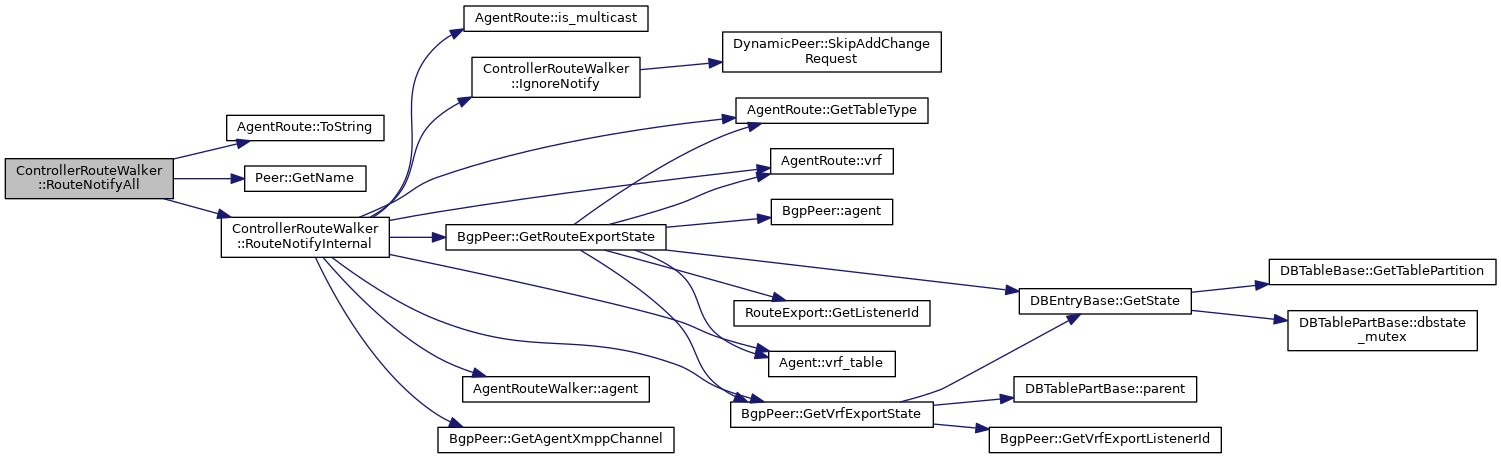 ControllerRouteWalker
::RouteNotifyAll
AgentRoute::ToString
Peer::GetName
ControllerRouteWalker
::RouteNotifyInternal
AgentRoute::is_multicast
ControllerRouteWalker
::IgnoreNotify
DynamicPeer::SkipAddChange
Request
AgentRoute::GetTableType
AgentRoute::vrf
BgpPeer::agent
BgpPeer::GetRouteExportState
RouteExport::GetListenerId
Agent::vrf_table
AgentRouteWalker::agent
BgpPeer::GetVrfExportState
BgpPeer::GetAgentXmppChannel
DBEntryBase::GetState
DBTableBase::GetTablePartition
DBTablePartBase::dbstate
_mutex
DBTablePartBase::parent
BgpPeer::GetVrfExportListenerId